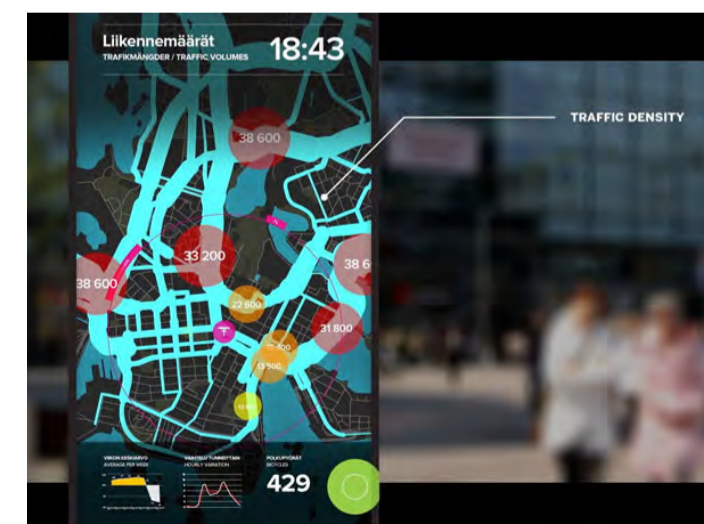 Liikennemäärät
TRAFIKMÄNGDER / TRAFFIC VOLUMES
18:43
TRAFFIC DENSITY
38 600
33 200
38 6
38 600
22 600
31 800
13 500
VIIKON KESKIARVO
AVERAGE PER WEEK
VAIHTELU TUNNEITTAIN
HOURLY VARIATION
POLKUPYÖRÄT
BICYCLES
429